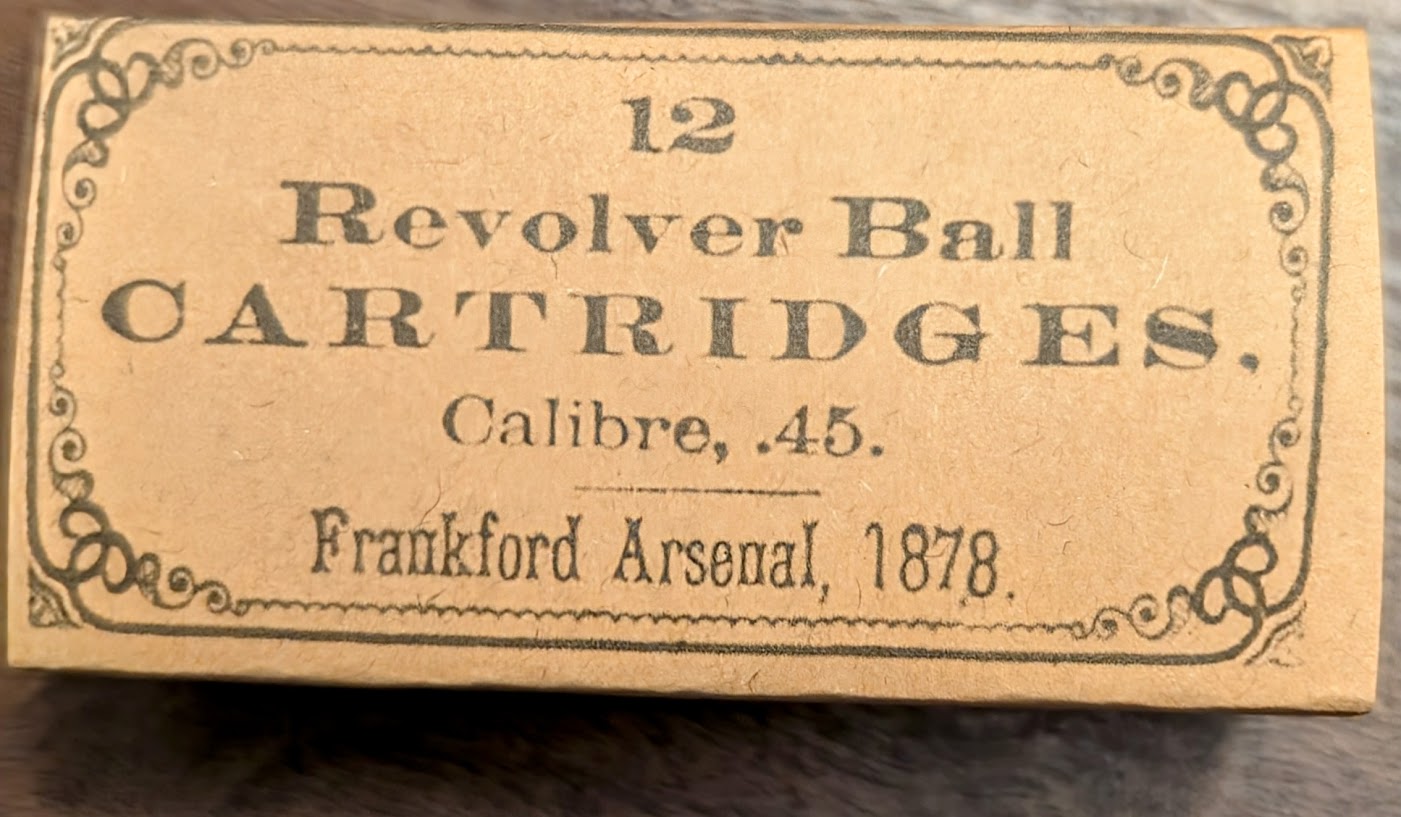 12
Revolver Ball
CARTRIDGES.
Calibre, .45.
Frankford Arsenal, 1878.